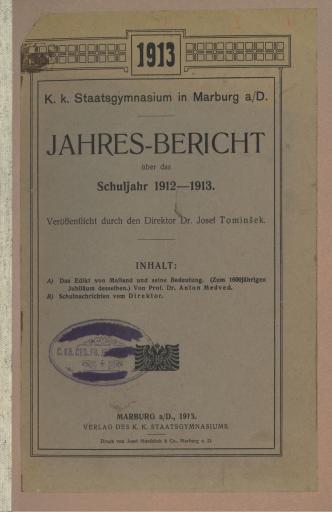 1913
K. k. Staatsgymnasium in Marburg a/D.
JAHRES-BERICHT
über das
Schuljahr 1912—1913.
Veröffentlicht durch den Direktor Dr. Josef Tominšek.
INHALT:
A) Das Edikt von Mailand und seine Bedeutung. (Zum 1600jährigen
Jubiläum desselben.) Von Prof. Dr. Anton Medved.
B) Schulnachrichten vom Direktor.
MARBURG a/D., 1913.
VERLAG DES K. K. STAATSGYMNASIUMS.
Druck von Josef & Co., Marburg a. D.